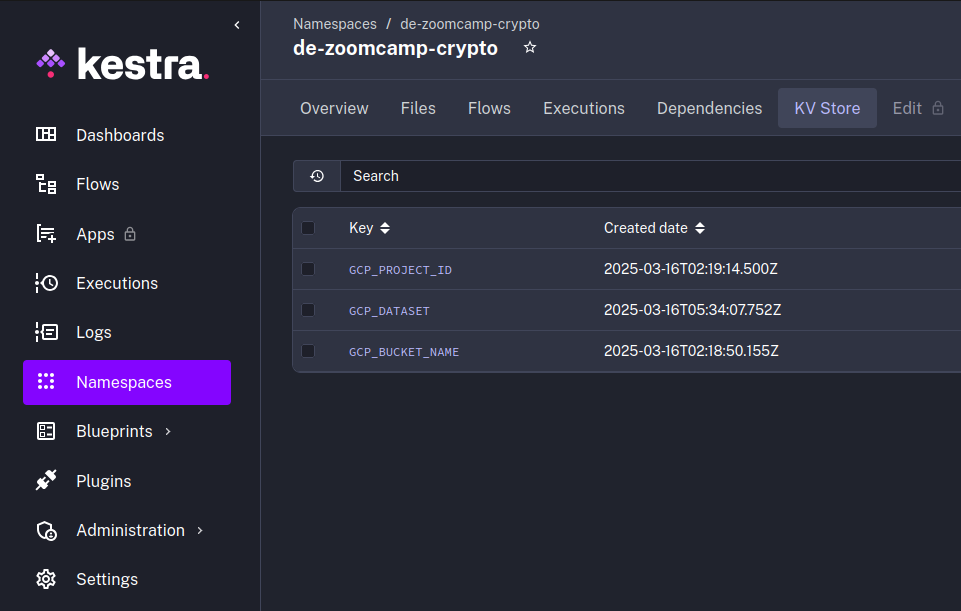 Namespaces / de-zoomcamp-crypto
de-zoomcamp-crypto
kestra.
Overview Files Flows Executions Dependencies KV Store Edit
Dashboards
Flows
Apps
Executions
Logs
Namespaces
Blueprints
Plugins
Administration
Settings
Search
Key Created date
GCP_PROJECT_ID 2025-03-16T02:19:14.500Z
GCP_DATASET 2025-03-16T05:34:07.752Z
GCP_BUCKET_NAME 2025-03-16T02:18:50.155Z